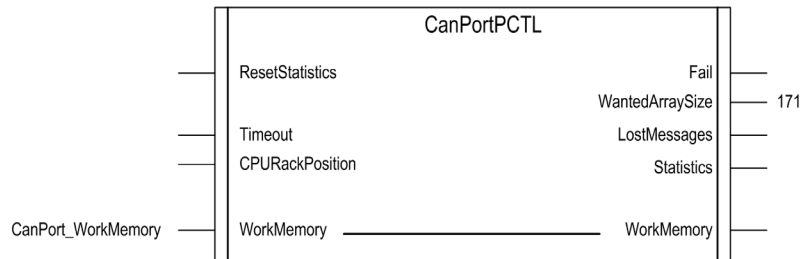 CanPortPCTL
ResetStatistics Fail
WantedArraySize 171
Timeout LostMessages
CPURackPosition Statistics
CanPort_WorkMemory WorkMemory WorkMemory